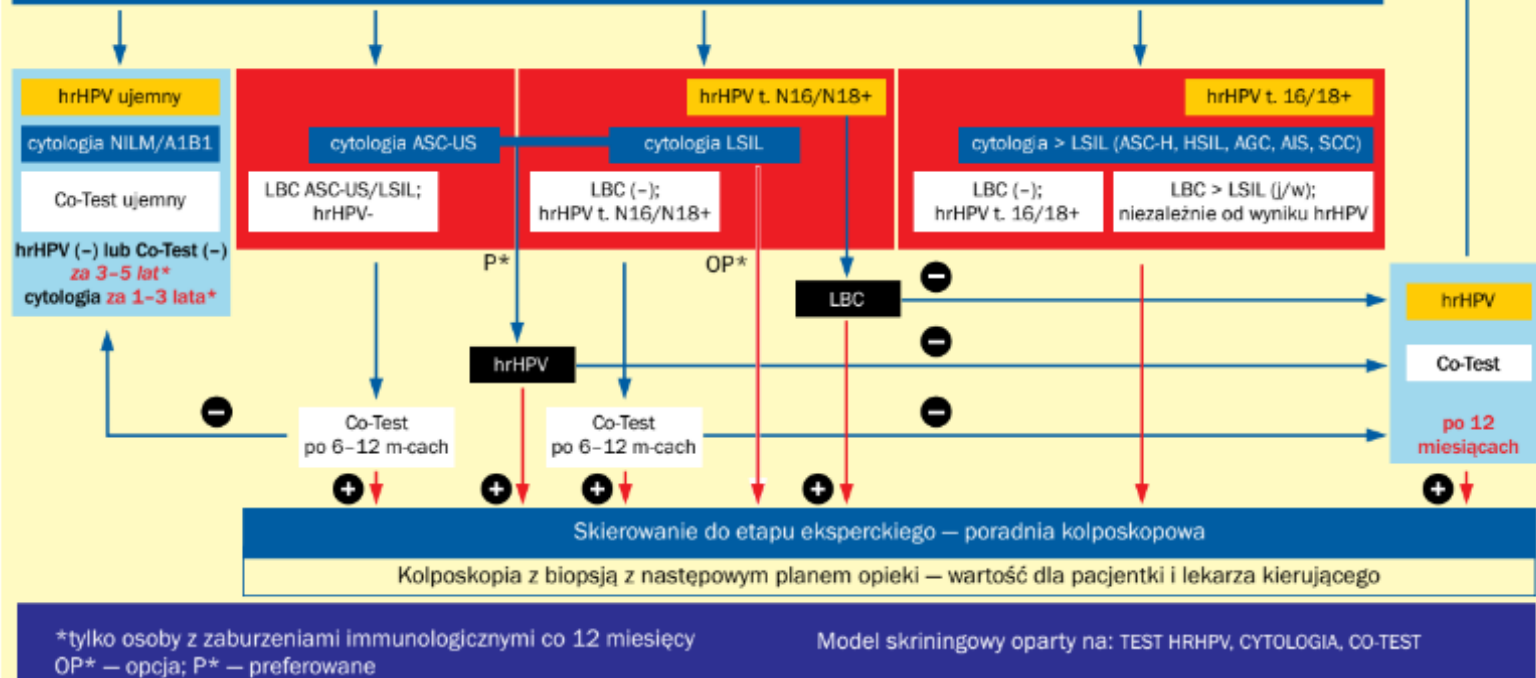 hrHPV ujemny
cytologia NILM/A1B1
Co-Test ujemny
hrHPV (–) lub Co-Test (–)
za 3–5 lat*
cytologia za 1–3 lata*
cytologia ASC-US
LBC ASC-US/LSIL;
hrHPV-
hrHPV t. N16/N18+
cytologia LSIL
LBC (–);
hrHPV t. N16/N18+
hrHPV t. 16/18+
cytologia > LSIL (ASC-H, HSIL, AGC, AIS, SCC)
LBC (–);
hrHPV t. 16/18+
LBC > LSIL (j/w);
niezależnie od wyniku hrHPV
P*
OP*
LBC
hrHPV
hrHPV
Co-Test
po 12
miesiącach
Co-Test
po 6–12 m-cach
Co-Test
po 6–12 m-cach
Skierowanie do etapu eksperckiego — poradnia kolposkopowa
Kolposkopia z biopsją z następowym planem opieki — wartość dla pacjentki i lekarza kierującego
*tylko osoby z zaburzeniami immunologicznymi co 12 miesięcy
OP* — opcja; P* — preferowane
Model skriningowy oparty na: TEST HRHPV, CYTOLOGIA, CO-TEST